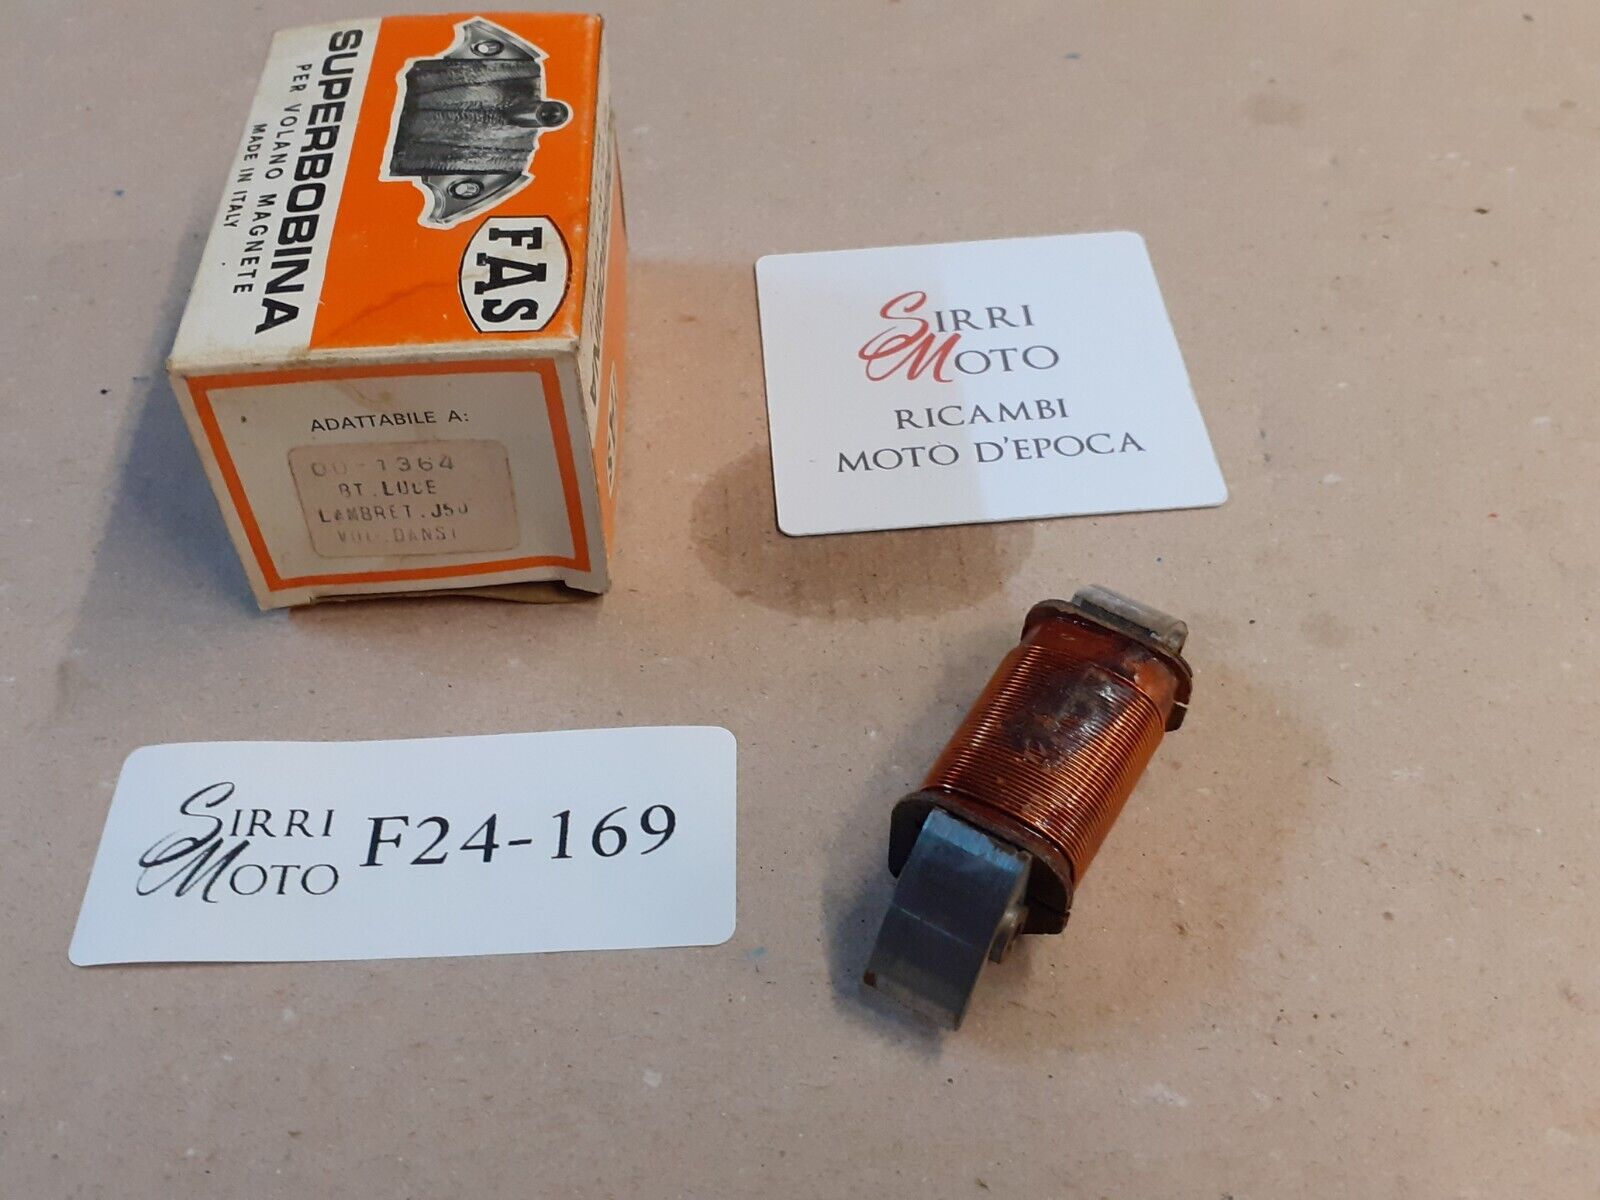 SUPERBOBINA
PER VOLANO MAGNETE
MADE IN ITALY
FAS
ADATTABILE A:
00-1364
BT. LUCE
LAMBRET. J50
SIRRI
MOTO
RICAMBI
MOTO D'EPOCA
SIRRI
MOTO
F24-169